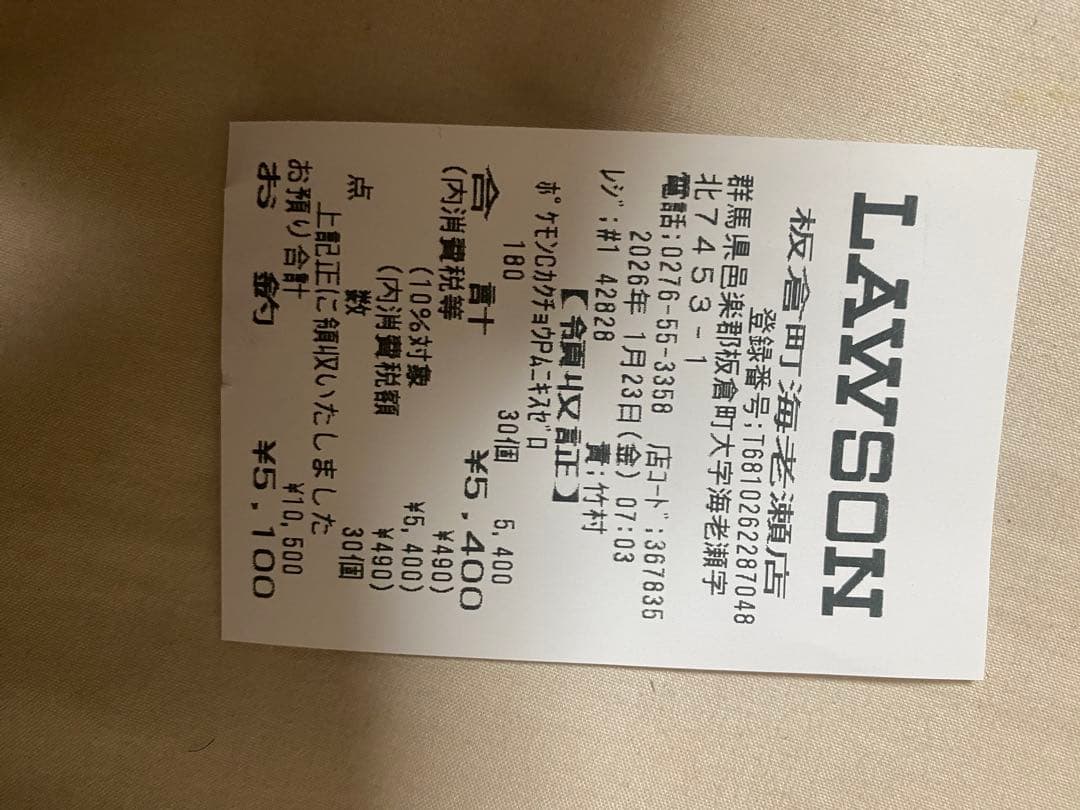 LAWSON
板倉町海老瀬店
登録番号;T6810262287048
群馬県邑楽郡板倉町大字海老瀬字
北7453-1
電話;0276-55-3358 店コード;367835
2026年 1月23日(金) 07:03
レジ;#1 42828 責;竹村
【領収証】
ポケモンCカクチョウPムニキスゼロ
180 30個 5,400
合 計 ¥5,400
(内消費税等 ¥490)
(10%対象 ¥5,400)
(内消費税額 ¥490)
点 数 30個
上記正に領収いたしました
お預り合計 ¥10,500
お 釣 ¥5,100